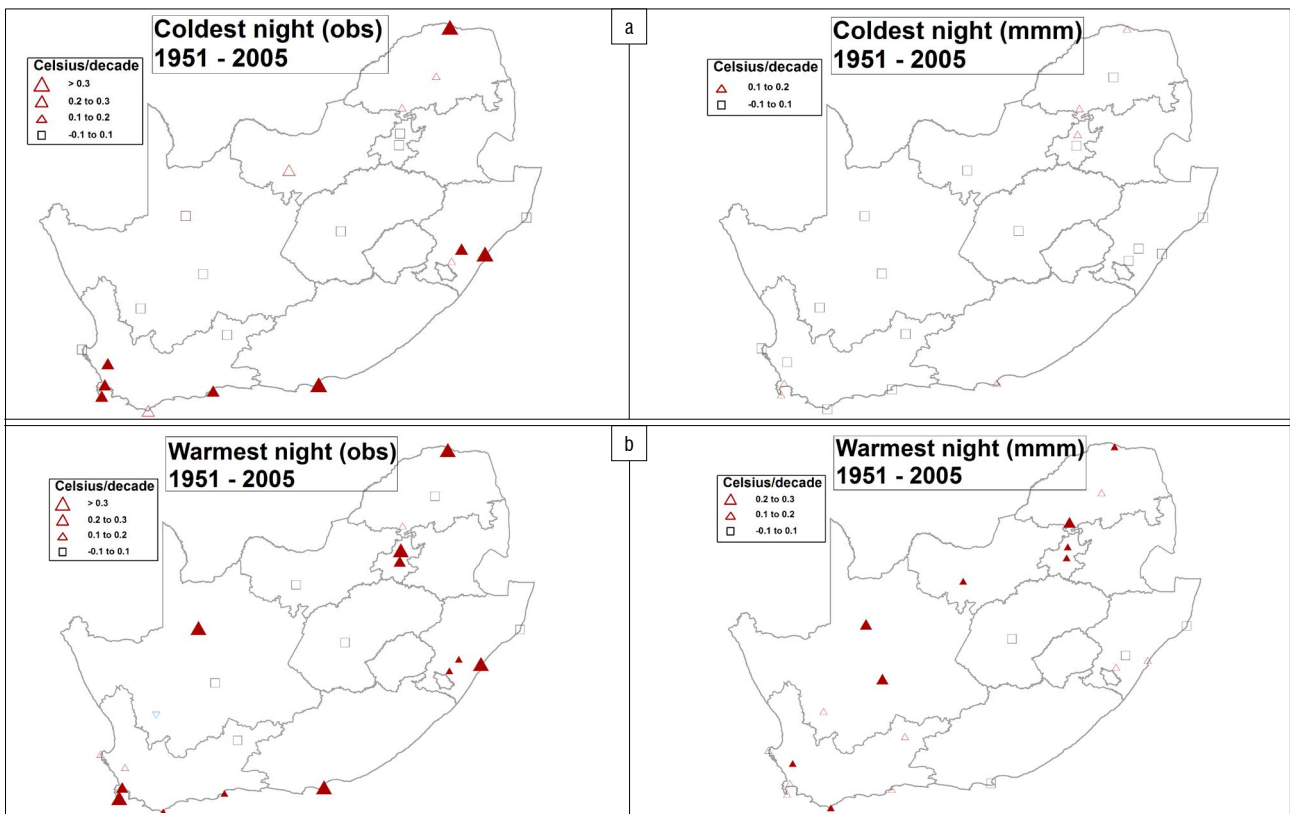 Coldest night (obs)
1951 - 2005
Celsius/decade
> 0.3
0.2 to 0.3
0.1 to 0.2
-0.1 to 0.1
a
Coldest night (mmm)
1951 - 2005
Celsius/decade
0.1 to 0.2
-0.1 to 0.1
Warmest night (obs)
1951 - 2005
Celsius/decade
> 0.3
0.2 to 0.3
0.1 to 0.2
-0.1 to 0.1
b
Warmest night (mmm)
1951 - 2005
Celsius/decade
0.2 to 0.3
0.1 to 0.2
-0.1 to 0.1